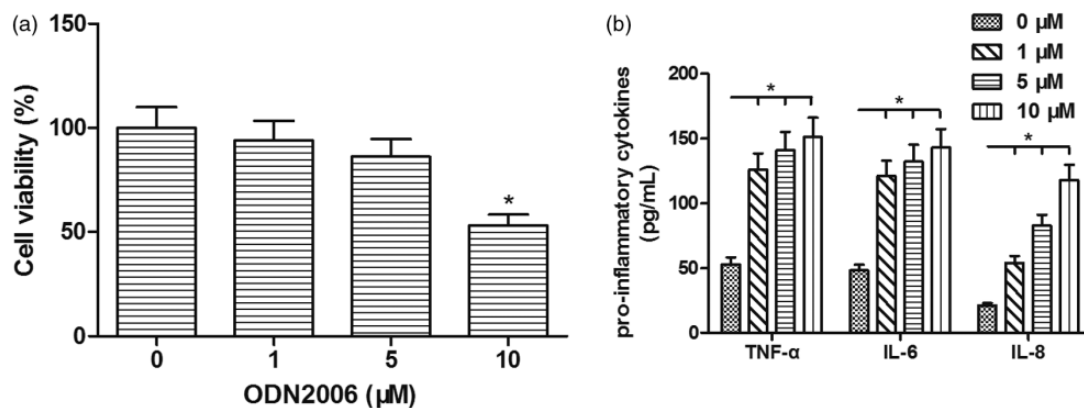 (a)
150
100
50
0
Cell viability (%)
*
0 1 5 10
ODN2006 (µM)
(b)
0 µM
1 µM
5 µM
10 µM
200
150
100
50
0
pro-inflammatory cytokines
(pg/mL)
* * *
TNF-α IL-6 IL-8